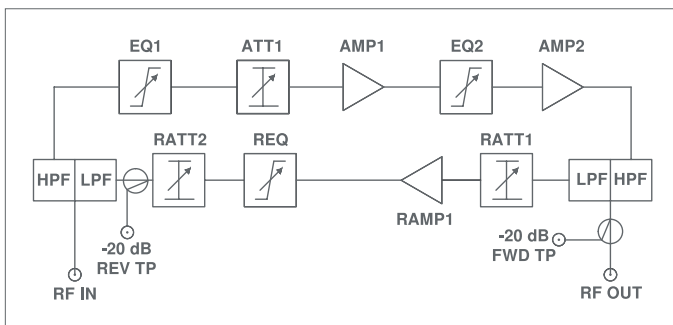 EQ1 ATT1 AMP1 EQ2 AMP2
RATT2 REQ RATT1
HPF LPF LPF HPF
RAMP1
-20 dB
REV TP
-20 dB
FWD TP
RF IN
RF OUT